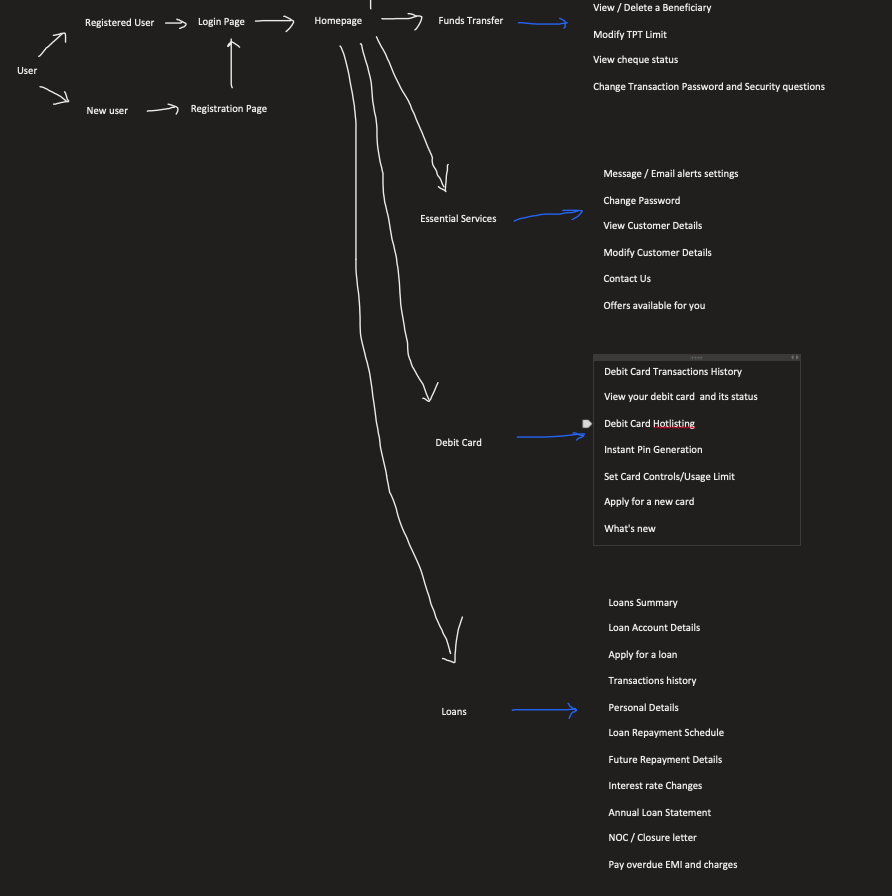 View / Delete a Beneficiary
Registered User
Login Page
Homepage
Funds Transfer
Modify TPT Limit
View cheque status
User
Change Transaction Password and Security questions
New user
Registration Page
Message / Email alerts settings
Change Password
Essential Services
View Customer Details
Modify Customer Details
Contact Us
Offers available for you
Debit Card Transactions History
View your debit card and its status
Debit Card Hotlisting
Debit Card
Instant Pin Generation
Set Card Controls/Usage Limit
Apply for a new card
What's new
Loans Summary
Loan Account Details
Apply for a loan
Transactions history
Loans
Personal Details
Loan Repayment Schedule
Future Repayment Details
Interest rate Changes
Annual Loan Statement
NOC / Closure letter
Pay overdue EMI and charges